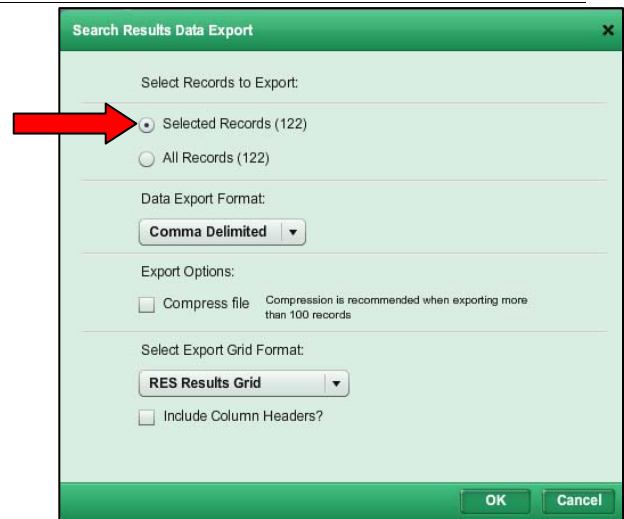 Search Results Data Export
Select Records to Export:
Selected Records (122)
All Records (122)
Data Export Format:
Comma Delimited
Export Options:
Compress file
Compression is recommended when exporting more
than 100 records
Select Export Grid Format:
RES Results Grid
Include Column Headers?
OK
Cancel